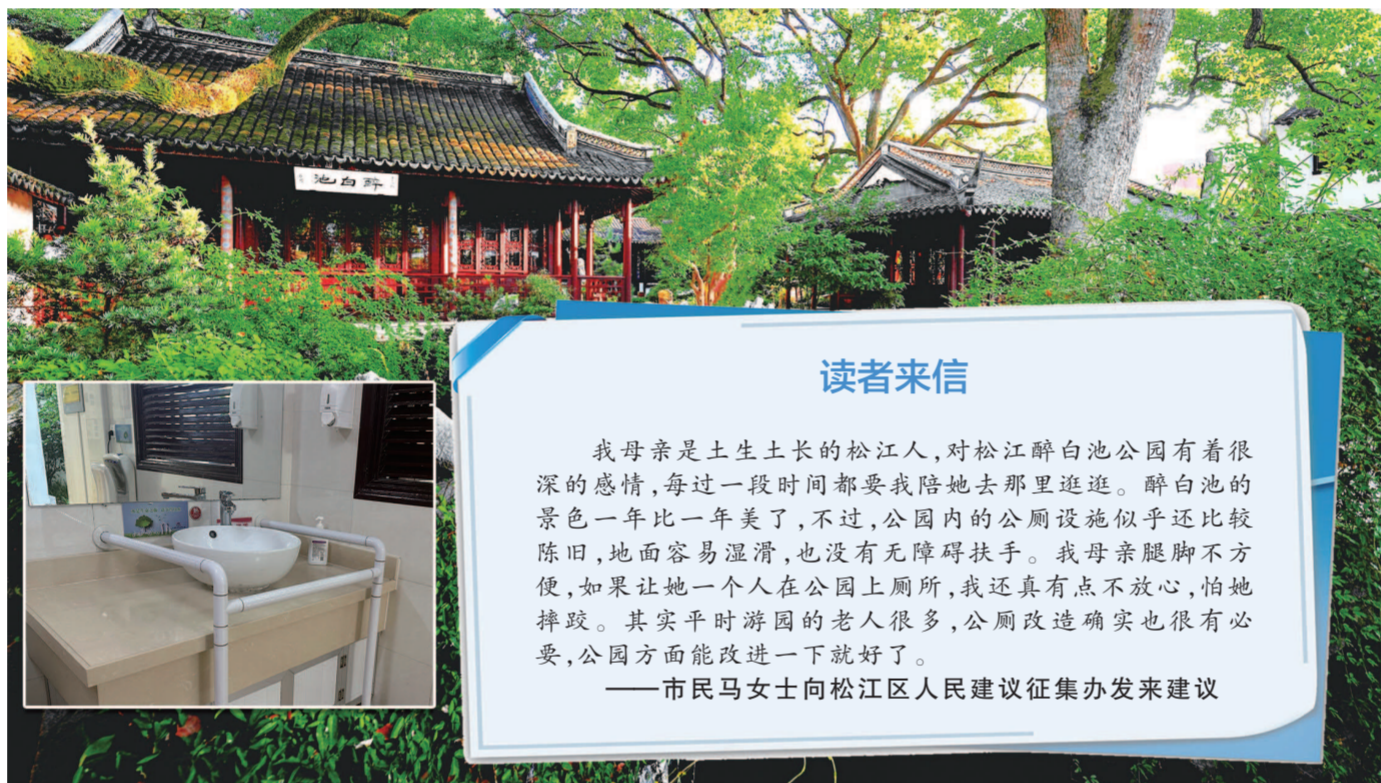 醉白池
读者来信
我母亲是土生土长的松江人,对松江醉白池公园有着很
深的感情,每过一段时间都要我陪她去那里逛逛。醉白池的
景色一年比一年美了,不过,公园内的公厕设施似乎还比较
陈旧,地面容易湿滑,也没有无障碍扶手。我母亲腿脚不方
便,如果让她一个人在公园上厕所,我还真有点不放心,怕她
摔跤。其实平时游园的老人很多,公厕改造确实也很有必
要,公园方面能改进一下就好了。
——市民马女士向松江区人民建议征集办发来建议